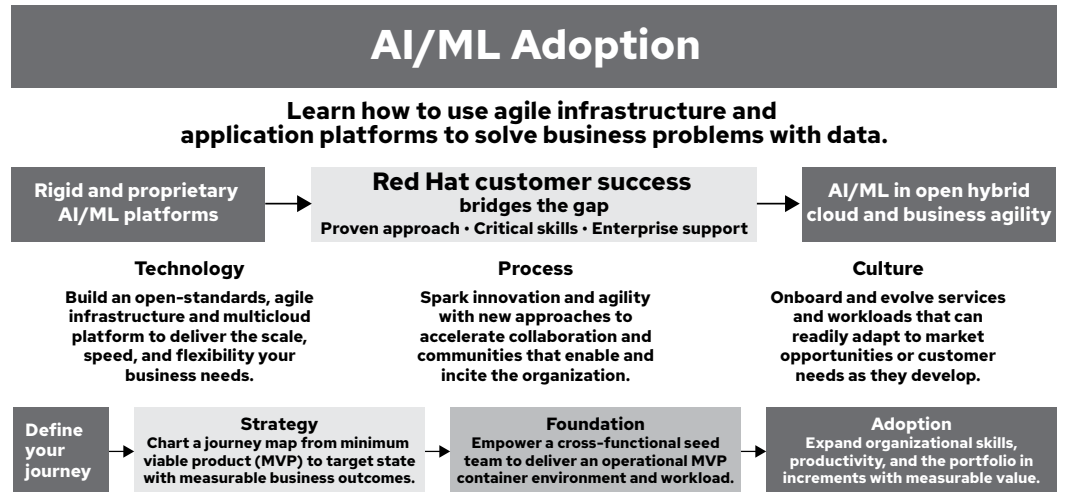 AI/ML Adoption
Learn how to use agile infrastructure and
application platforms to solve business problems with data.
Rigid and proprietary
AI/ML platforms
Red Hat customer success
bridges the gap
Proven approach • Critical skills • Enterprise support
AI/ML in open hybrid
cloud and business agility
Technology
Build an open-standards, agile
infrastructure and multicloud
platform to deliver the scale,
speed, and flexibility your
business needs.
Process
Spark innovation and agility
with new approaches to
accelerate collaboration and
communities that enable and
incite the organization.
Culture
Onboard and evolve services
and workloads that can
readily adapt to market
opportunities or customer
needs as they develop.
Define
your
journey
Strategy
Chart a journey map from minimum
viable product (MVP) to target state
with measurable business outcomes.
Foundation
Empower a cross-functional seed
team to deliver an operational MVP
container environment and workload.
Adoption
Expand organizational skills,
productivity, and the portfolio in
increments with measurable value.